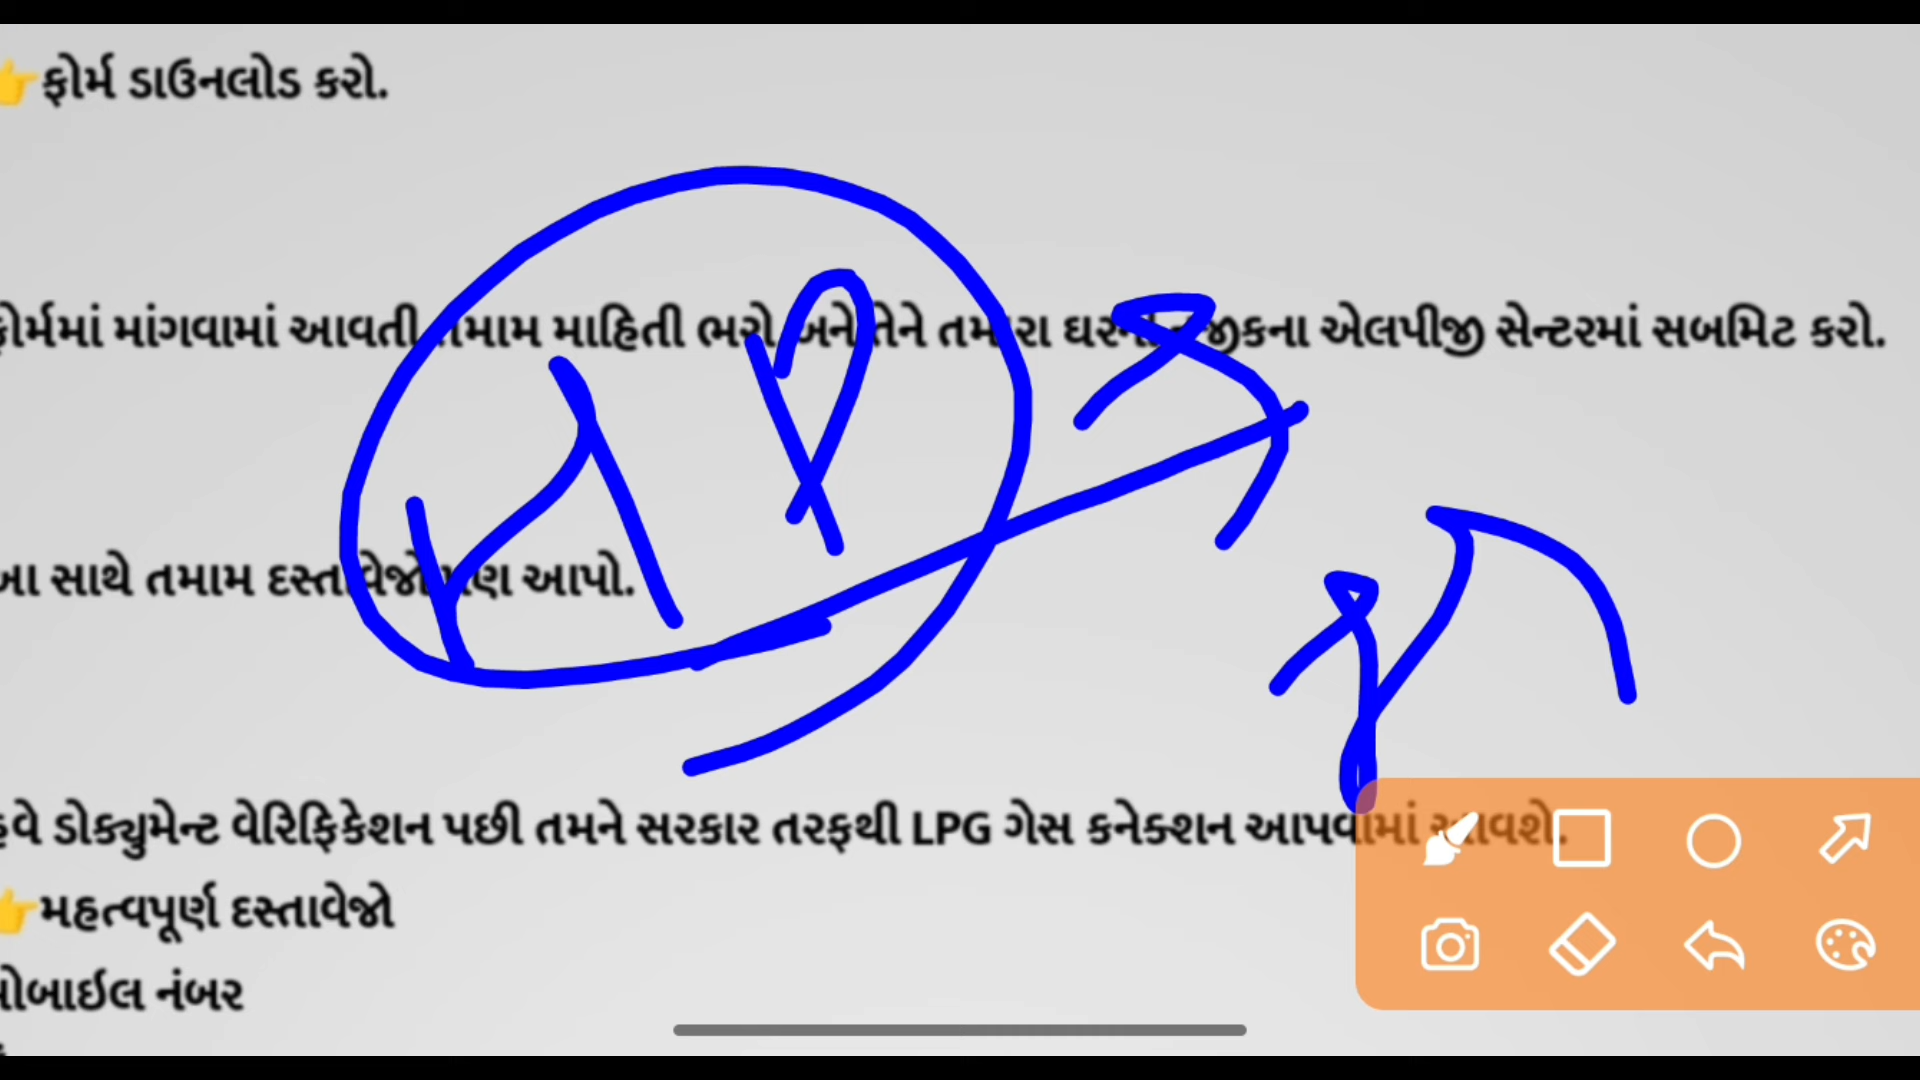 👉ફોર્મ ડાઉનલોડ કરો.
ફોર્મમાં માંગવામાં આવતી તમામ માહિતી ભરો અને તેને તમારા ઘરના નજીકના એલપીજી સેન્ટરમાં સબમિટ કરો.
આ સાથે તમામ દસ્તાવેજો પણ આપો.
હવે ડોક્યુમેન્ટ વેરિફિકેશન પછી તમને સરકાર તરફથી LPG ગેસ કનેક્શન આપવામાં આવશે.
👉મહત્વપૂર્ણ દસ્તાવેજો
મોબાઇલ નંબર